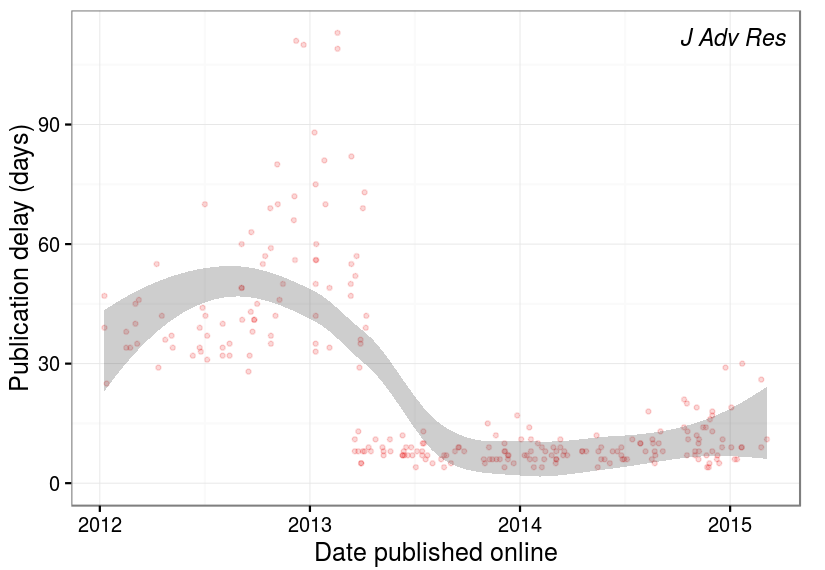 J Adv Res
Publication delay (days)
90
60
30
0
2012 2013 2014 2015
Date published online